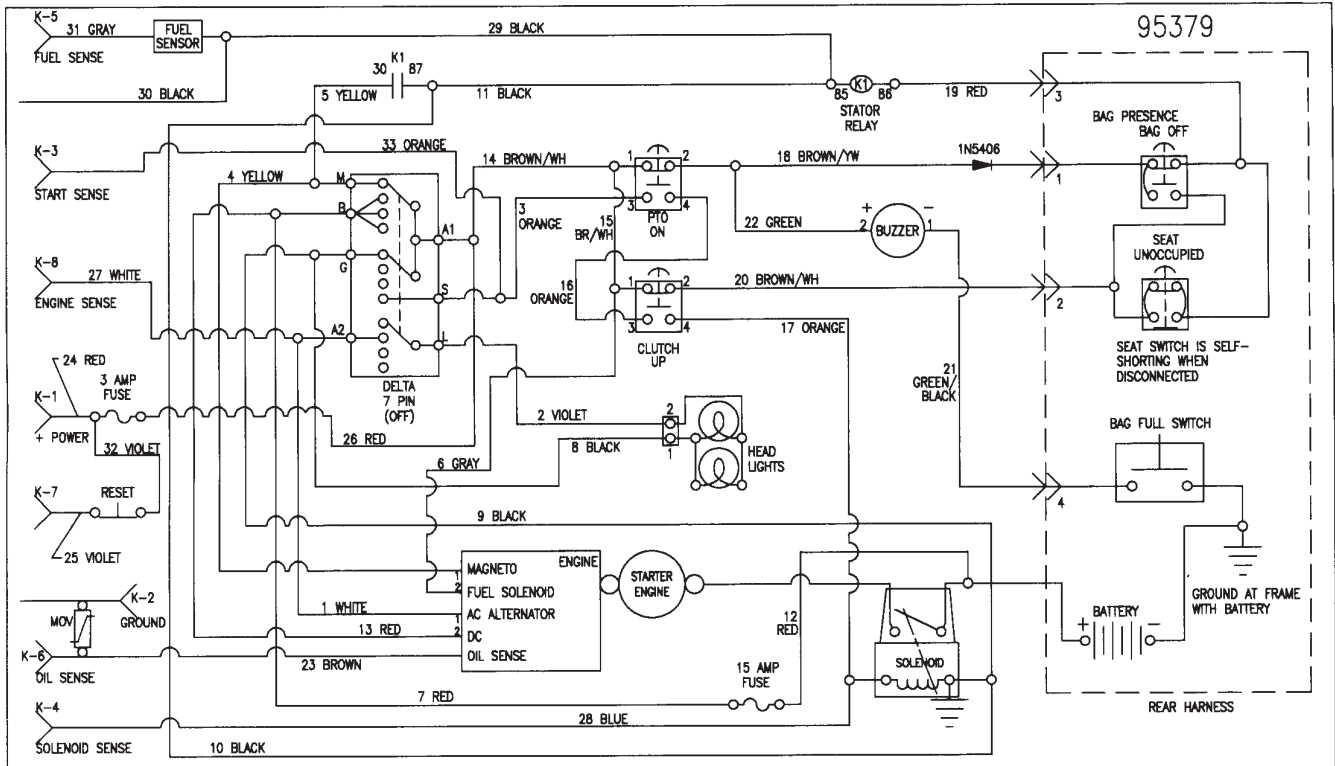 K-5
31 GRAY
FUEL
SENSOR
FUEL SENSE
29 BLACK
95379
30 BLACK
K1
30 87
5 YELLOW
11 BLACK
85 K1 86
STATOR
RELAY
19 RED
3
BAG PRESENCE
BAG OFF
K-3
START SENSE
33 ORANGE
4 YELLOW
M
B
G
A1
S
A2
L
DELTA
7 PIN
(OFF)
14 BROWN/WH
3
ORANGE
15
BR/WH
1 2
3 4
PTO
ON
18 BROWN/YW
1N5406
1
22 GREEN
+ -
2 BUZZER 1
SEAT
UNOCCUPIED
K-8
27 WHITE
ENGINE SENSE
16
ORANGE
1 2
3 4
CLUTCH
UP
20 BROWN/WH
2
17 ORANGE
SEAT SWITCH IS SELF-
SHORTING WHEN
DISCONNECTED
24 RED
3 AMP
FUSE
K-1
+ POWER
26 RED
32 VIOLET
2 VIOLET
8 BLACK
2
1
HEAD
LIGHTS
21
GREEN/
BLACK
BAG FULL SWITCH
4
6 GRAY
K-7
RESET
25 VIOLET
9 BLACK
ENGINE
MAGNETO
1
FUEL SOLENOID
2
AC ALTERNATOR
1
DC
2
OIL SENSE
STARTER
ENGINE
K-2
GROUND
MOV
1 WHITE
13 RED
K-6
OIL SENSE
23 BROWN
12
RED
SOLENOID
BATTERY
+ -
GROUND AT FRAME
WITH BATTERY
7 RED
15 AMP
FUSE
K-4
SOLENOID SENSE
28 BLUE
10 BLACK
REAR HARNESS